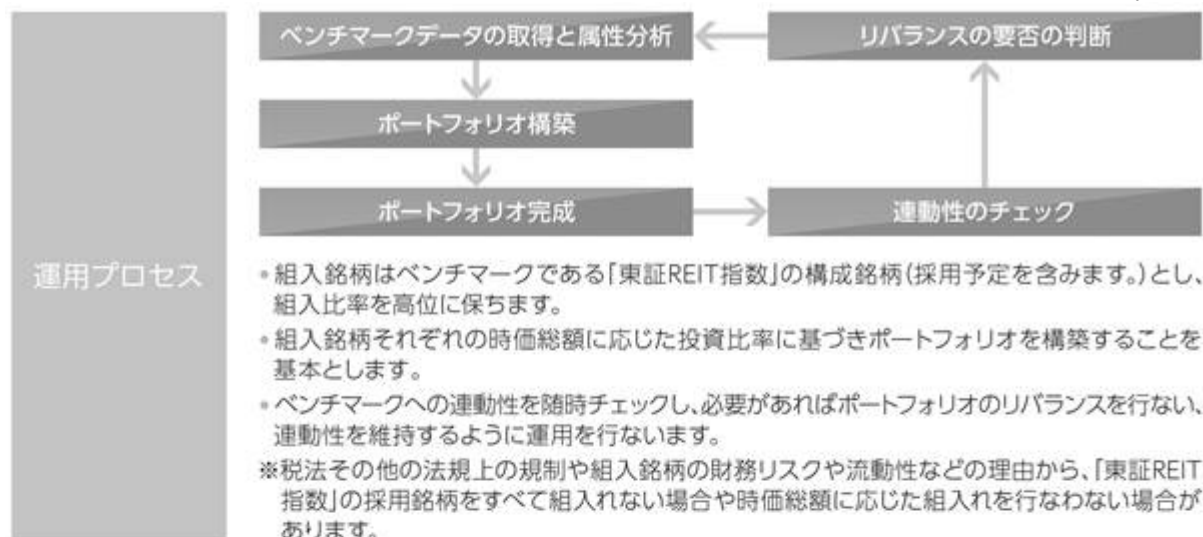 ベンチマークデータの取得と属性分析
リバランスの要否の判断
ポートフォリオ構築
ポートフォリオ完成
連動性のチェック
運用プロセス
●組入銘柄はベンチマークである「東証REIT指数」の構成銘柄(採用予定を含みます。)とし、
組入比率を高位に保ちます。
●組入銘柄それぞれの時価総額に応じた投資比率に基づきポートフォリオを構築することを
基本とします。
●ベンチマークへの連動性を随時チェックし、必要があればポートフォリオのリバランスを行ない、
連動性を維持するように運用を行ないます。
※税法その他の法規上の規制や組入銘柄の財務リスクや流動性などの理由から、「東証REIT
指数」の採用銘柄をすべて組入れない場合や時価総額に応じた組入れを行なわない場合が
あります。